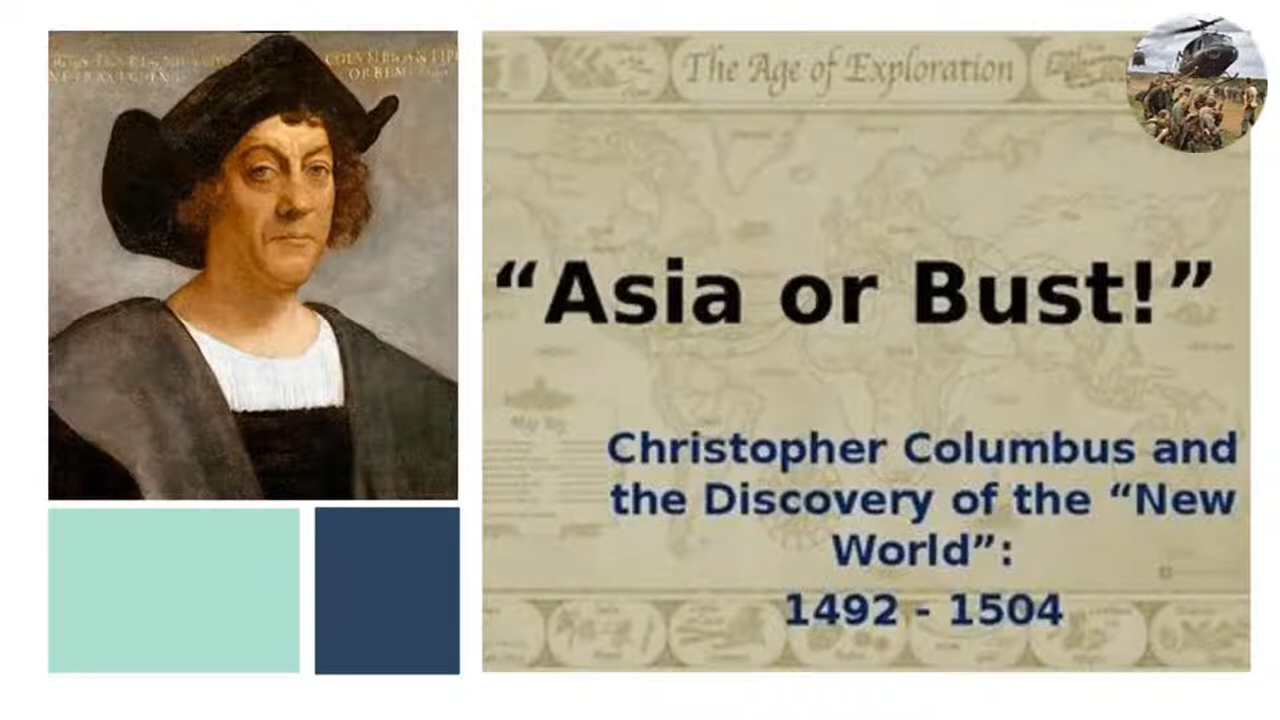 The Age of Exploration
“Asia or Bust!”
Christopher Columbus and
the Discovery of the “New
World”:
1492 - 1504